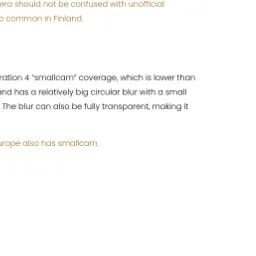 era should not be confused with unofficial
o common in Finland.
ration 4 “smallcam” coverage, which is lower than
and has a relatively big circular blur with a small
The blur can also be fully transparent, making it
urope also has smallcam.